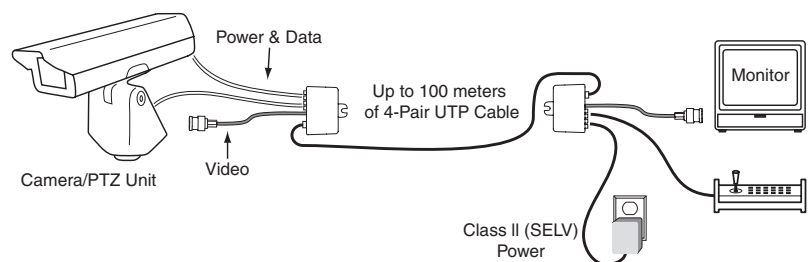 Power & Data
Up to 100 meters
of 4-Pair UTP Cable
Monitor
Video
Camera/PTZ Unit
Class II (SELV)
Power